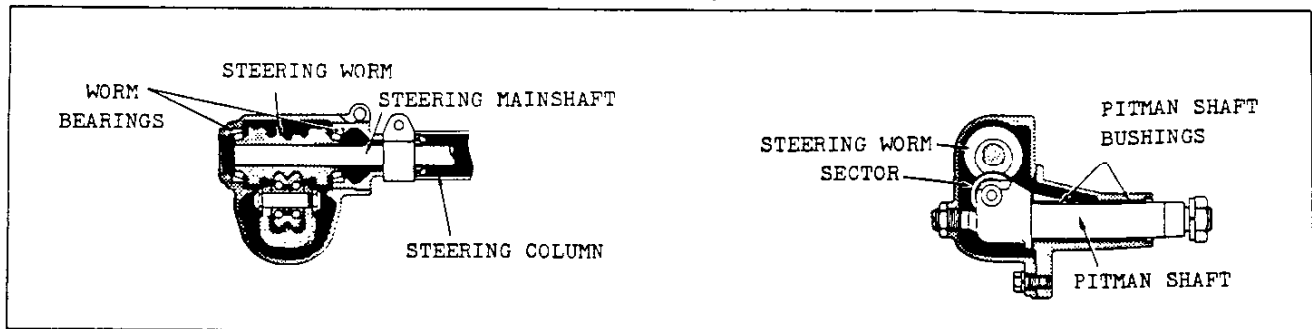 STEERING WORM
WORM
BEARINGS
STEERING MAINSHAFT
STEERING COLUMN
PITMAN SHAFT
BUSHINGS
STEERING WORM
SECTOR
PITMAN SHAFT